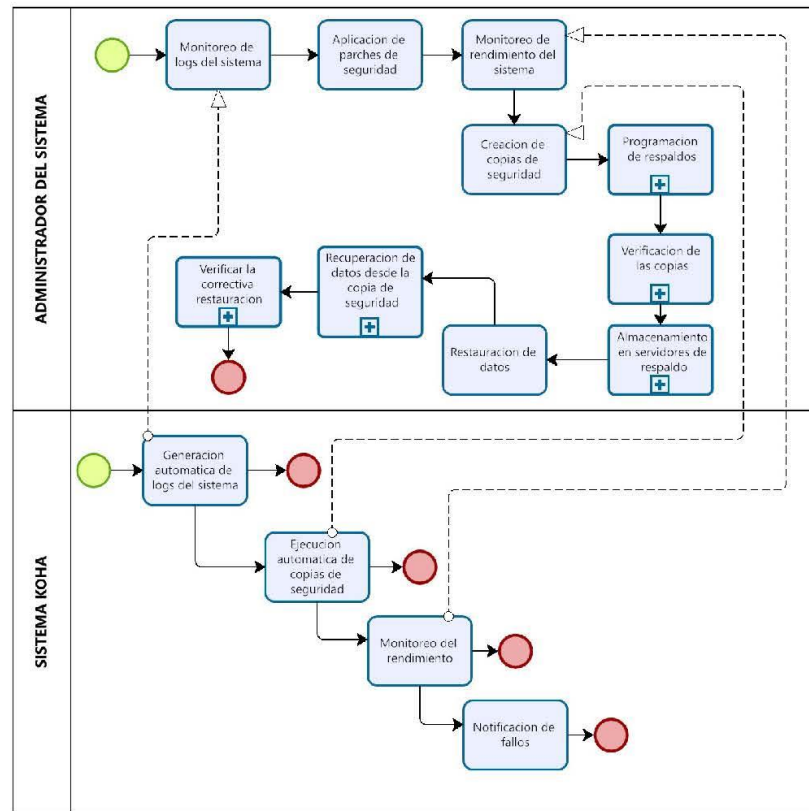 ADMINISTRADOR DEL SISTEMA
Monitoreo de
logs del sistema
Aplicacion de
parches de
seguridad
Monitoreo de
rendimiento del
sistema
Creacion de
copias de
seguridad
Programacion
de respaldos
Verificacion de
las copias
Almacenamiento
en servidores de
respaldo
Restauracion de
datos
Recuperacion de
datos desde la
copia de
seguridad
Verificar la
correctiva
restauracion
SISTEMA KOHA
Generacion
automatica de
logs del sistema
Ejecucion
automatica de
copias de
seguridad
Monitoreo del
rendimiento
Notificacion de
fallos